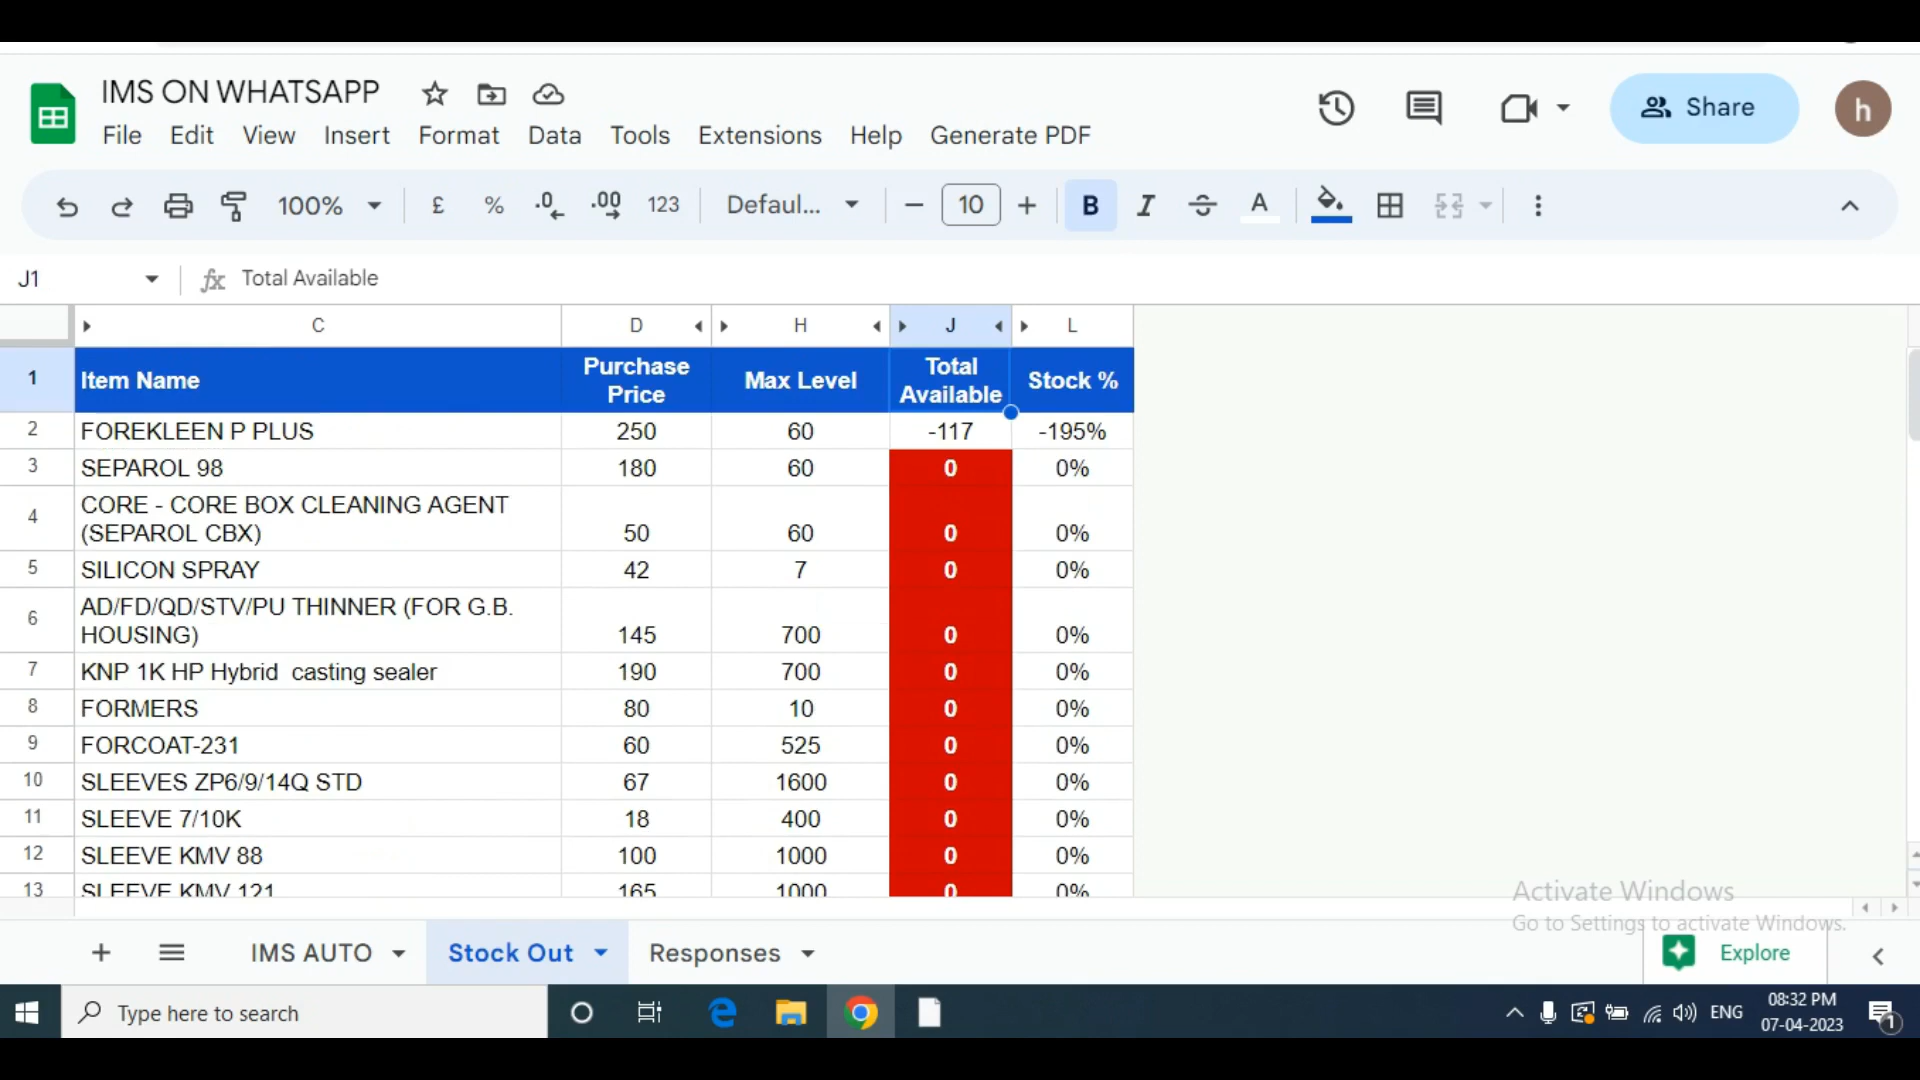 IMS ON WHATSAPP
File Edit View Insert Format Data Tools Extensions Help Generate PDF
Share
h
100% £ % .0 .00 123 Defaul... 10 B I S A
J1 fx Total Available
C D H J L
1 Item Name Purchase Price Max Level Total Available Stock %
2 FOREKLEEN P PLUS 250 60 -117 -195%
3 SEPAROL 98 180 60 0 0%
4 CORE - CORE BOX CLEANING AGENT
(SEPAROL CBX) 50 60 0 0%
5 SILICON SPRAY 42 7 0 0%
6 AD/FD/QD/STV/PU THINNER (FOR G.B.
HOUSING) 145 700 0 0%
7 KNP 1K HP Hybrid  casting sealer 190 700 0 0%
8 FORMERS 80 10 0 0%
9 FORCOAT-231 60 525 0 0%
10 SLEEVES ZP6/9/14Q STD 67 1600 0 0%
11 SLEEVE 7/10K 18 400 0 0%
12 SLEEVE KMV 88 100 1000 0 0%
13 SLEEVE KMV 121 165 1000 0 0%
Activate Windows
Go to Settings to activate Windows.
IMS AUTO Stock Out Responses Explore
Type here to search
ENG
08:32 PM
07-04-2023
1